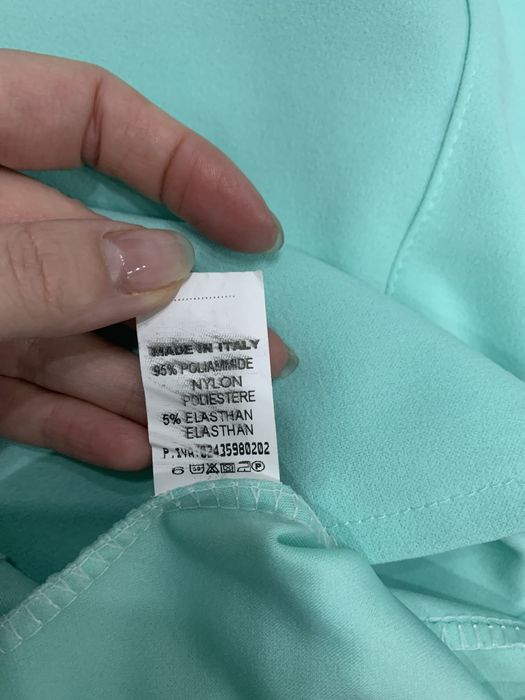 MADE IN ITALY
95% POLIAMMIDE
NYLON
POLIESTERE
5% ELASTHAN
ELASTHAN
P.IVA:02435980202